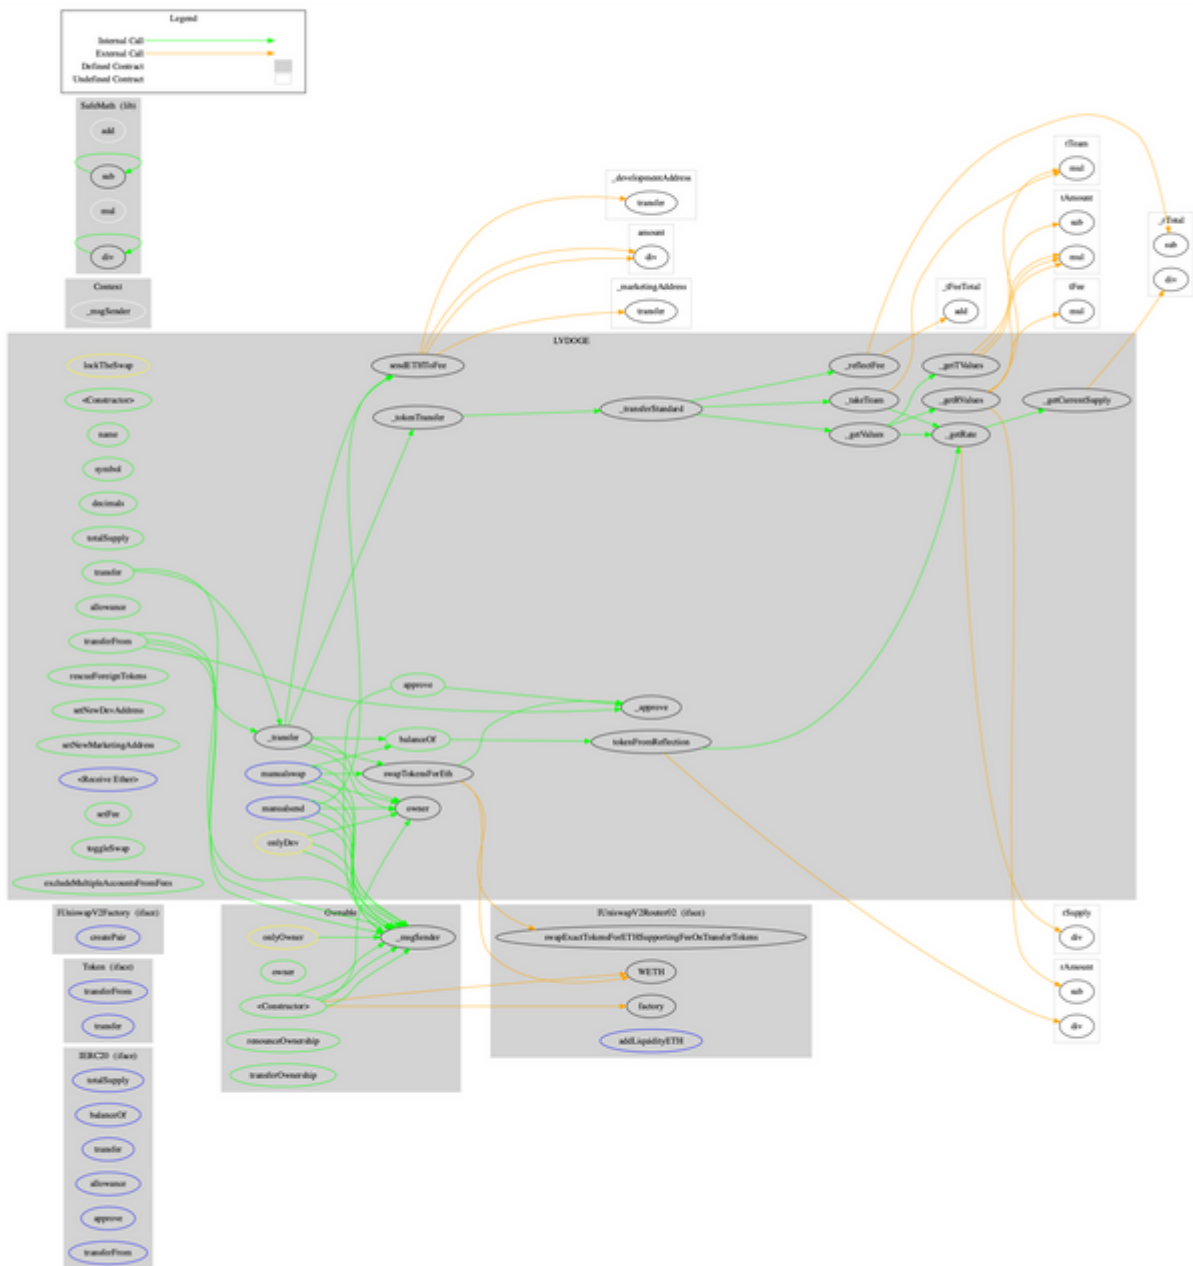 Legend
Internal Call
External Call
Defined Contract
Undefined Contract
SafeMath (lib)
add
sub
mul
div
Context
_msgSender
_developmentAddress
transfer
amount
div
_marketingAddress
transfer
_tFeeTotal
add
tTeam
mul
tAmount
sub
mul
tFee
mul
_rTotal
sub
div
LYDOGE
lockTheSwap
<Constructor>
name
symbol
decimals
totalSupply
transfer
allowance
transferFrom
rescueForeignTokens
setNewDevAddress
setNewMarketingAddress
<Receive Ether>
setFee
toggleSwap
excludeMultipleAccountsFromFees
sendETHToFee
_tokenTransfer
_transferStandard
_reflectFee
_takeTeam
_getValues
_getTValues
_getRValues
_getRate
_getCurrentSupply
approve
_approve
_transfer
balanceOf
tokenFromReflection
manualswap
swapTokensForEth
manualsend
owner
onlyDev
IUniswapV2Factory (iface)
createPair
Token (iface)
transferFrom
transfer
IERC20 (iface)
totalSupply
balanceOf
transfer
allowance
approve
transferFrom
Ownable
onlyOwner
_msgSender
owner
<Constructor>
renounceOwnership
transferOwnership
IUniswapV2Router02 (iface)
swapExactTokensForETHSupportingFeeOnTransferTokens
WETH
factory
addLiquidityETH
rSupply
div
rAmount
sub
div